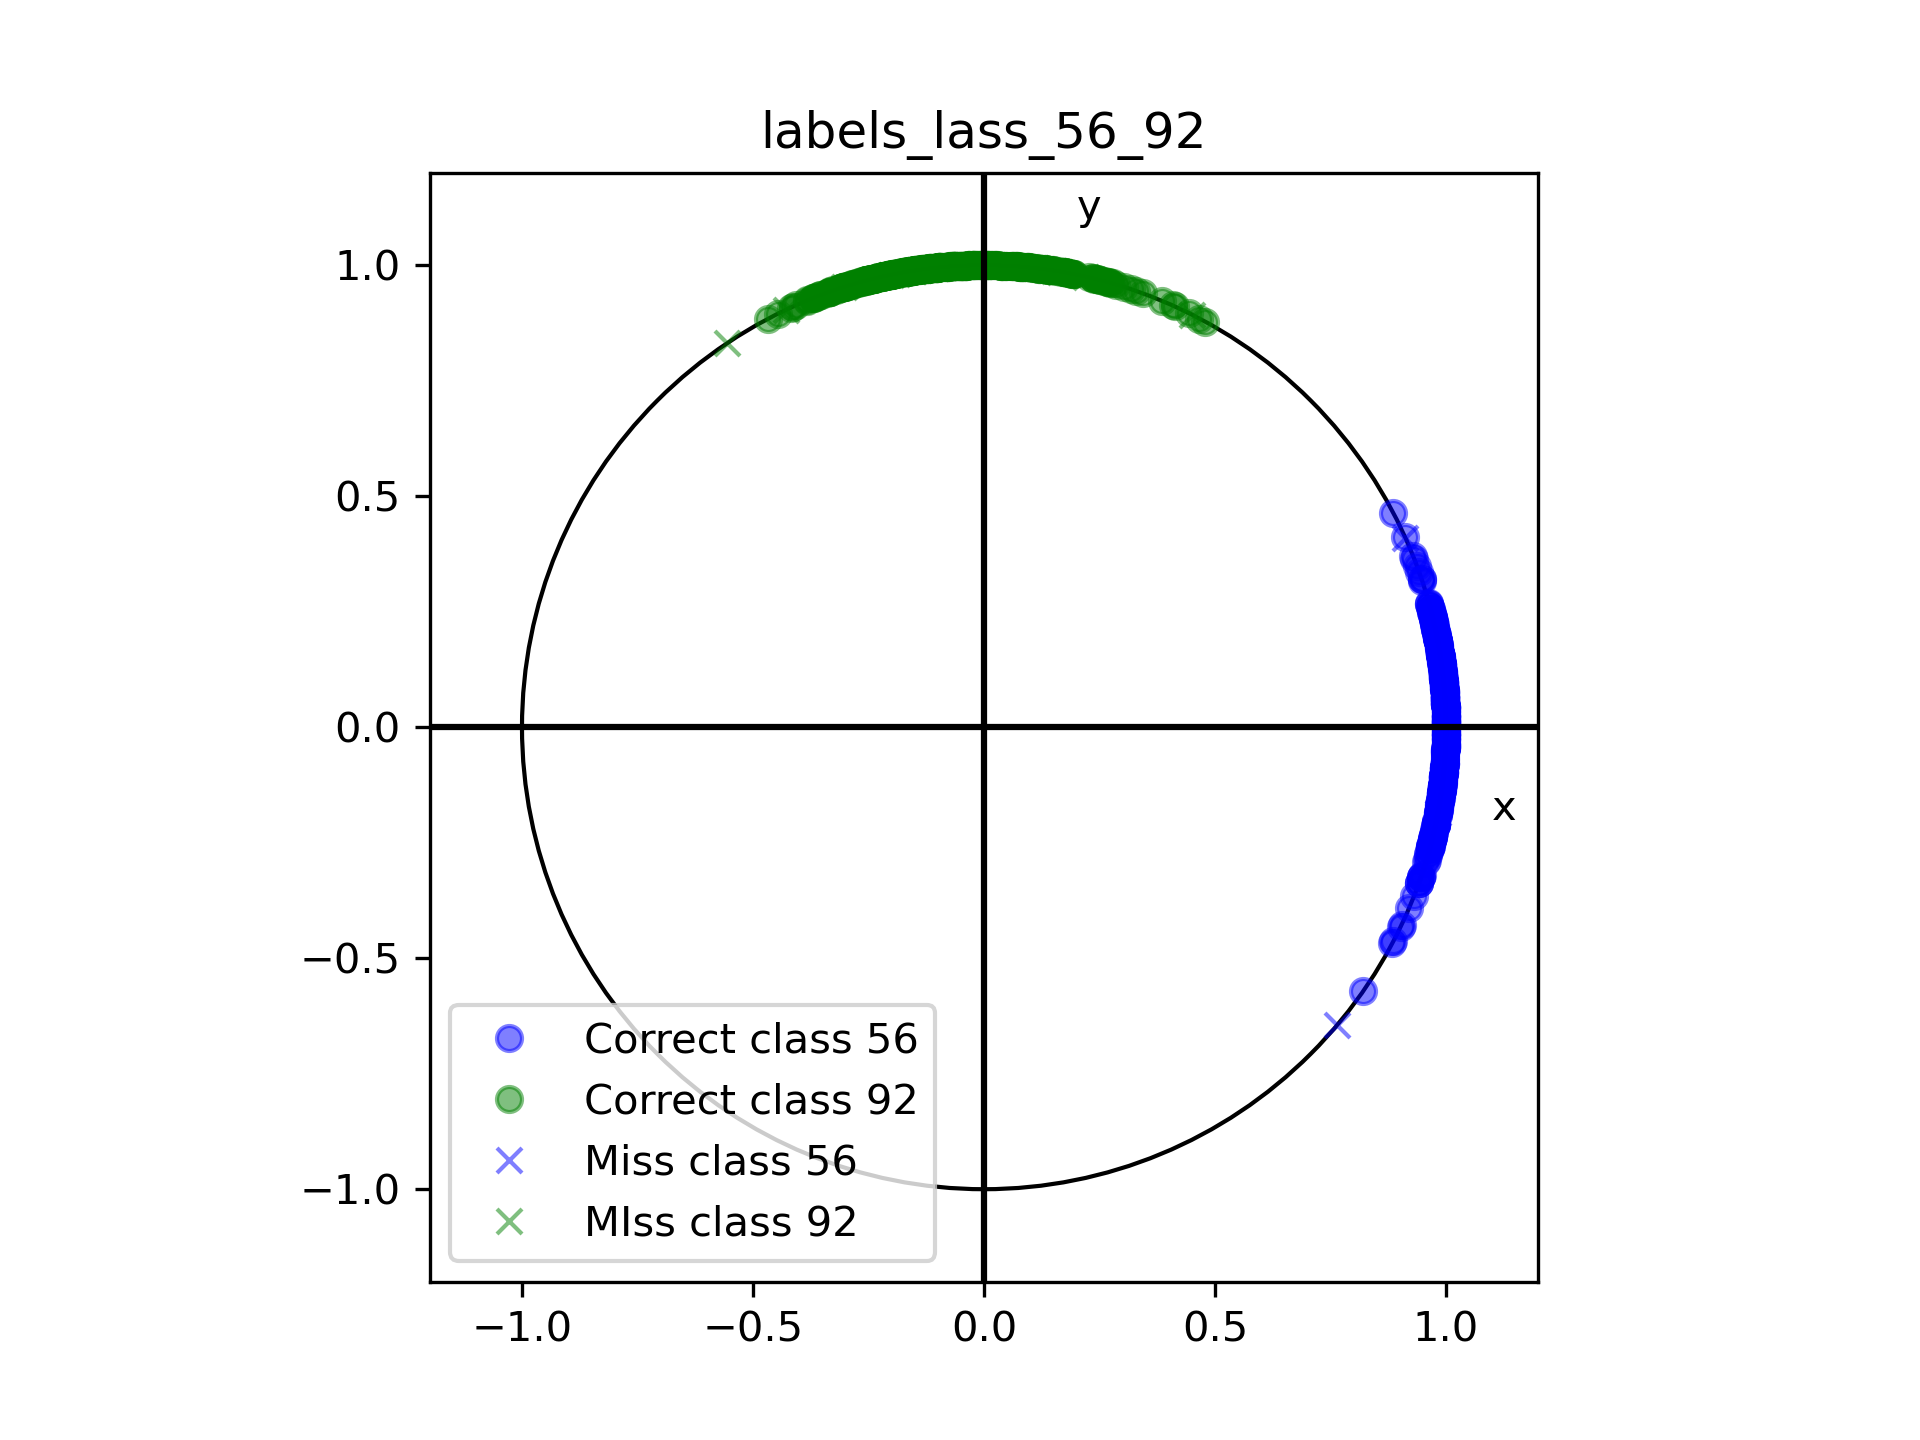 labels_lass_56_92
y
1.0
0.5
0.0
x
−0.5
−1.0
Correct class 56
Correct class 92
Miss class 56
MIss class 92
−1.0 −0.5 0.0 0.5 1.0